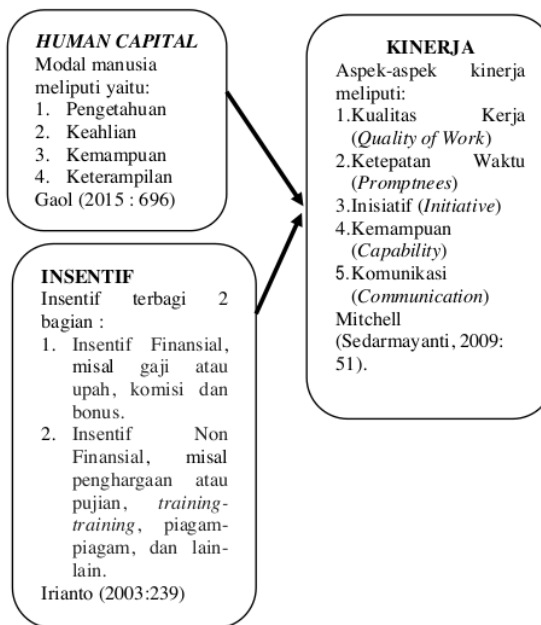 HUMAN CAPITAL
Modal manusia
meliputi yaitu:
1. Pengetahuan
2. Keahlian
3. Kemampuan
4. Keterampilan
Gaol (2015 : 696)
INSENTIF
Insentif terbagi 2
bagian :
1. Insentif Finansial,
misal gaji atau
upah, komisi dan
bonus.
2. Insentif Non
Finansial, misal
penghargaan atau
pujian, training-
training, piagam-
piagam, dan lain-
lain.
Irianto (2003:239)
KINERJA
Aspek-aspek kinerja
meliputi:
1.Kualitas Kerja
(Quality of Work)
2.Ketepatan Waktu
(Promptnees)
3.Inisiatif (Initiative)
4.Kemampuan
(Capability)
5.Komunikasi
(Communication)
Mitchell
(Sedarmayanti, 2009:
51).